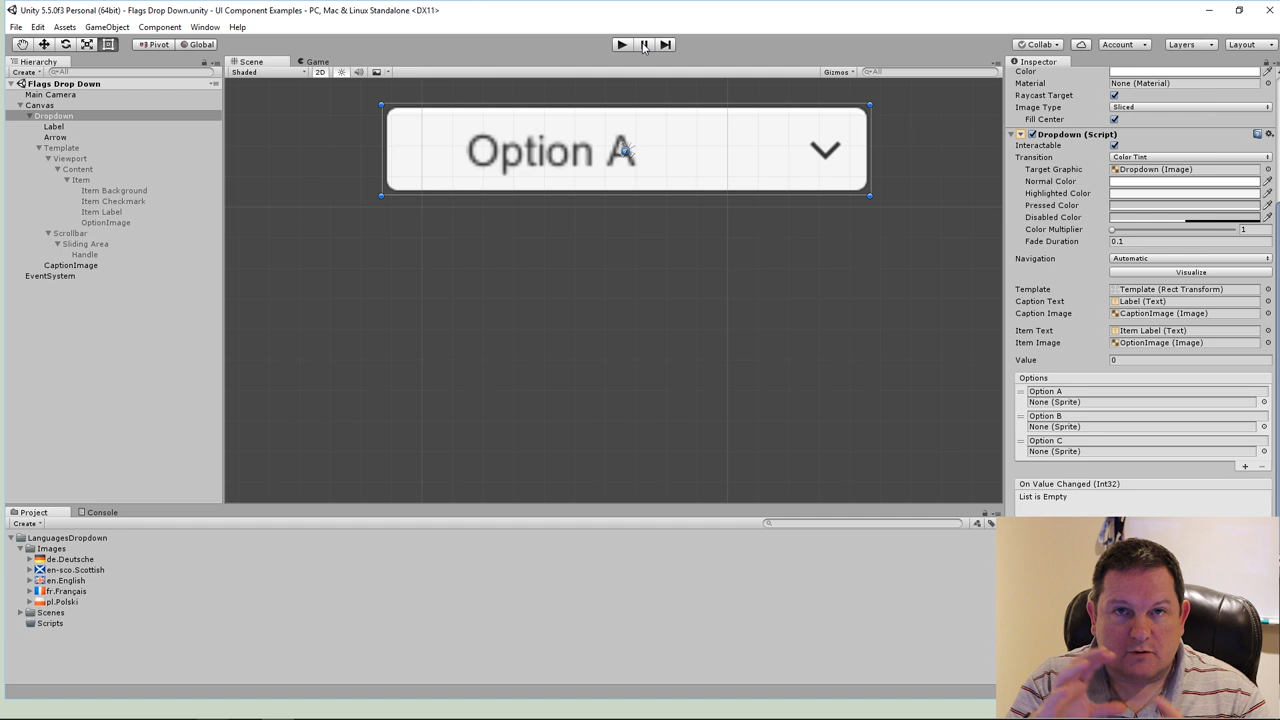 Unity 5.5.0f3 Personal (64bit) - Flags Drop Down.unity - UI Component Examples - PC, Mac & Linux Standalone <DX11>
File Edit Assets GameObject Component Window Help
Pivot Global Collab Account Layers Layout
Hierarchy
Create All
Flags Drop Down
Main Camera
Canvas
Dropdown
Label
Arrow
Template
Viewport
Content
Item
Item Background
Item Checkmark
Item Label
OptionImage
Scrollbar
Sliding Area
Handle
CaptionImage
EventSystem
Scene Game
Shaded 2D Gizmos All
Option A
Inspector
Color
Material None (Material)
Raycast Target
Image Type Sliced
Fill Center
Dropdown (Script)
Interactable
Transition Color Tint
Target Graphic Dropdown (Image)
Normal Color
Highlighted Color
Pressed Color
Disabled Color
Color Multiplier 1
Fade Duration 0.1
Navigation Automatic
Visualize
Template Template (Rect Transform)
Caption Text Label (Text)
Caption Image CaptionImage (Image)
Item Text Item Label (Text)
Item Image OptionImage (Image)
Value 0
Options
Option A
None (Sprite)
Option B
None (Sprite)
Option C
None (Sprite)
On Value Changed (Int32)
List is Empty
Project Console
Create
LanguagesDropdown
Images
de.Deutsche
en-sco.Scottish
en.English
fr.Français
pl.Polski
Scenes
Scripts